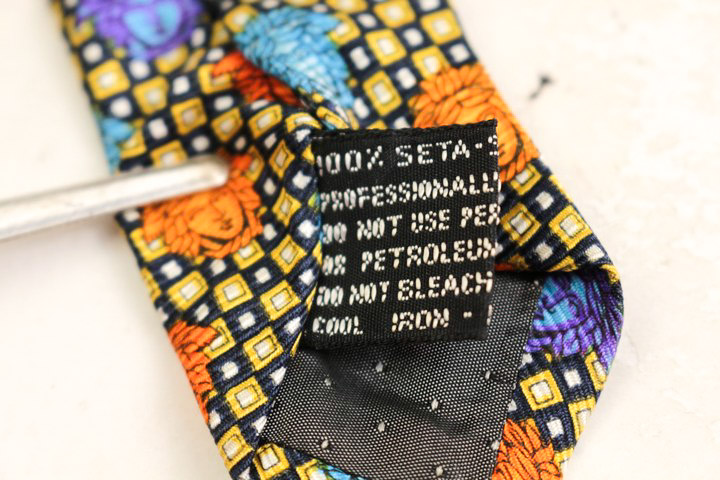 100% SETA-S
PROFESSIONALL
DO NOT USE PER
OR PETROLEUM
DO NOT BLEACH
COOL IRON -